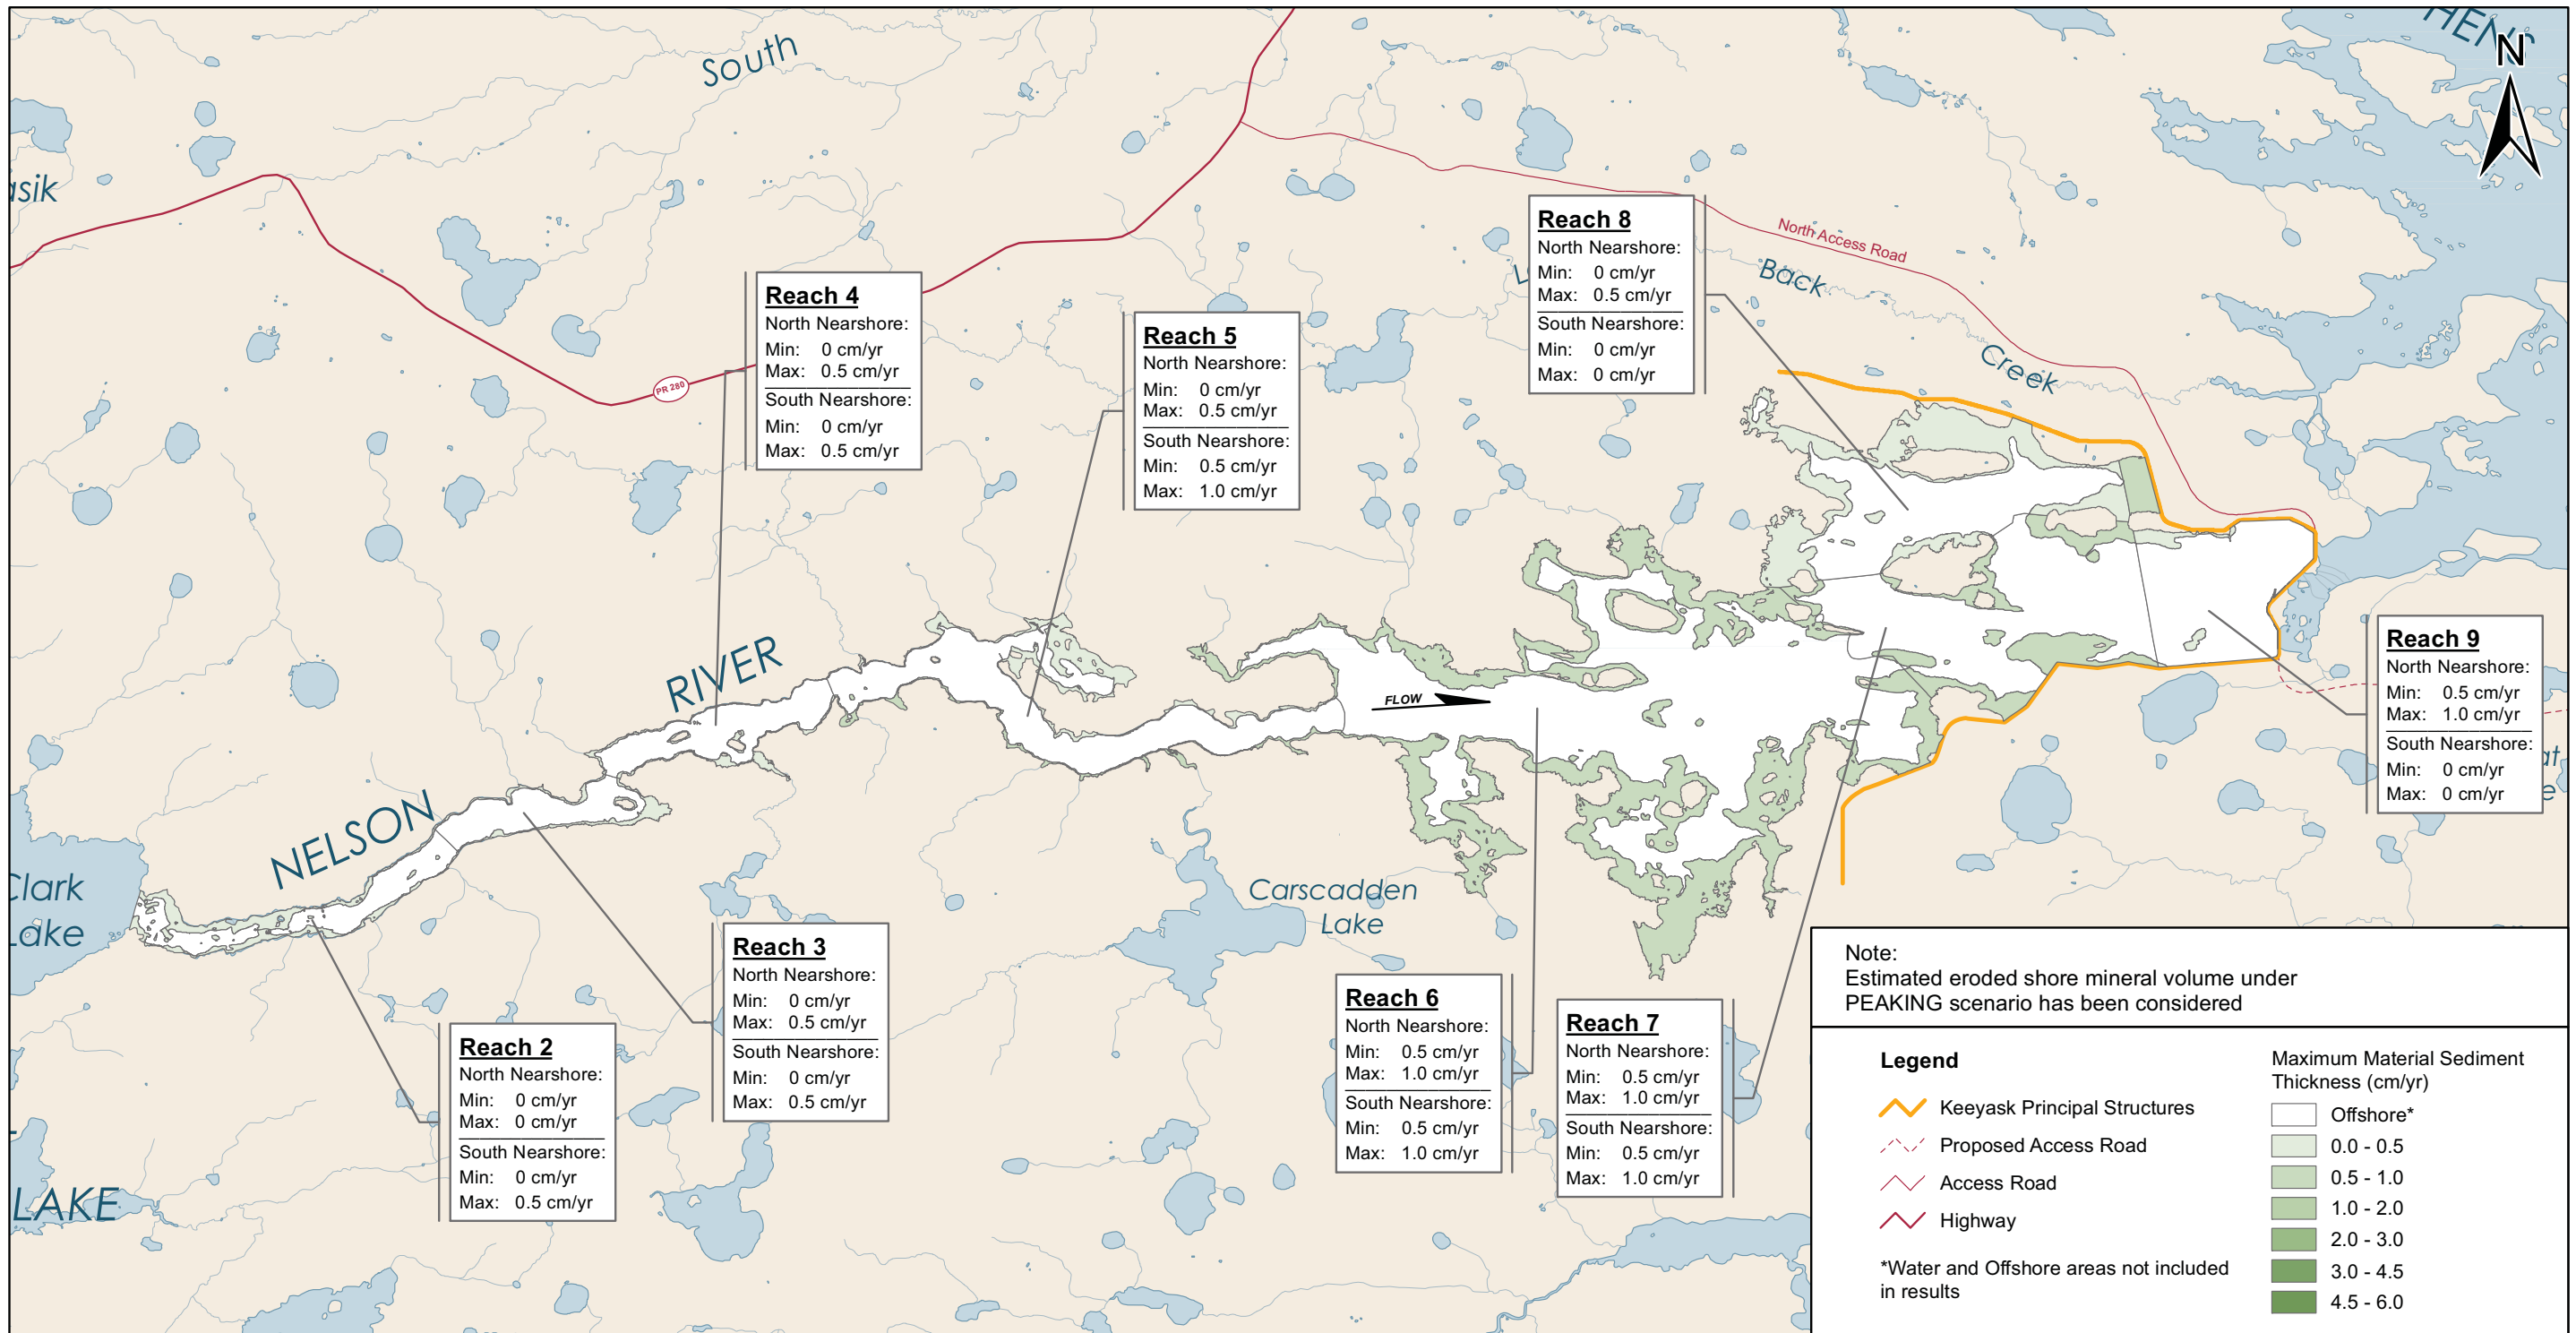 South
HENS
N
asik
North Access Road
Back
Creek
PR 280
Reach 8
North Nearshore:
Min: 0 cm/yr
Max: 0.5 cm/yr
South Nearshore:
Min: 0 cm/yr
Max: 0 cm/yr
Reach 4
North Nearshore:
Min: 0 cm/yr
Max: 0.5 cm/yr
South Nearshore:
Min: 0 cm/yr
Max: 0.5 cm/yr
Reach 5
North Nearshore:
Min: 0 cm/yr
Max: 0.5 cm/yr
South Nearshore:
Min: 0.5 cm/yr
Max: 1.0 cm/yr
Reach 9
North Nearshore:
Min: 0.5 cm/yr
Max: 1.0 cm/yr
South Nearshore:
Min: 0 cm/yr
Max: 0 cm/yr
NELSON
RIVER
FLOW
Clark
Lake
Carscadden
Lake
Reach 3
North Nearshore:
Min: 0 cm/yr
Max: 0.5 cm/yr
South Nearshore:
Min: 0 cm/yr
Max: 0.5 cm/yr
Reach 2
North Nearshore:
Min: 0 cm/yr
Max: 0 cm/yr
South Nearshore:
Min: 0 cm/yr
Max: 0.5 cm/yr
Reach 6
North Nearshore:
Min: 0.5 cm/yr
Max: 1.0 cm/yr
South Nearshore:
Min: 0.5 cm/yr
Max: 1.0 cm/yr
Reach 7
North Nearshore:
Min: 0.5 cm/yr
Max: 1.0 cm/yr
South Nearshore:
Min: 0.5 cm/yr
Max: 1.0 cm/yr
LAKE
Note:
Estimated eroded shore mineral volume under
PEAKING scenario has been considered
Legend
Keeyask Principal Structures
Proposed Access Road
Access Road
Highway
*Water and Offshore areas not included
in results
Maximum Material Sediment
Thickness (cm/yr)
Offshore*
0.0 - 0.5
0.5 - 1.0
1.0 - 2.0
2.0 - 3.0
3.0 - 4.5
4.5 - 6.0